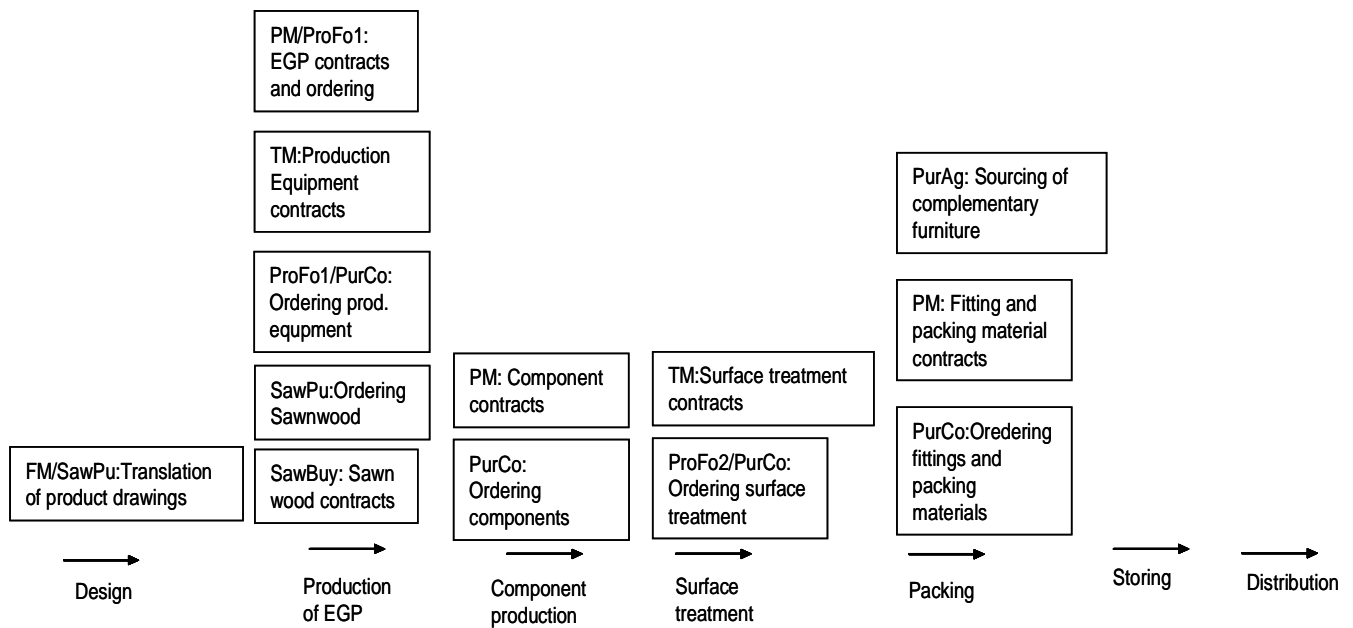 PM/ProFo1:
EGP contracts
and ordering
TM:Production
Equipment
contracts
ProFo1/PurCo:
Ordering prod.
equpment
SawPu:Ordering
Sawnwood
SawBuy: Sawn
wood contracts
FM/SawPu:Translation
of product drawings
PM: Component
contracts
PurCo:
Ordering
components
TM:Surface treatment
contracts
ProFo2/PurCo:
Ordering surface
treatment
PurAg: Sourcing of
complementary
furniture
PM: Fitting and
packing material
contracts
PurCo:Oredering
fittings and
packing
materials
Design
Production
of EGP
Component
production
Surface
treatment
Packing
Storing
Distribution